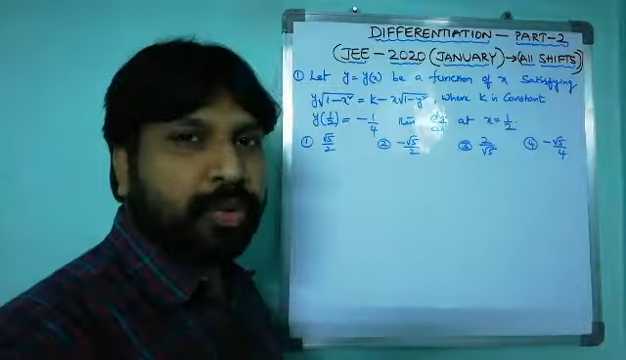 DIFFERENTIATION — PART-2
(JEE - 2020 (JANUARY) → (All SHIFTS)
① Let y = y(x) be a function of x satisfying
y√(1-x²) = k - x√(1-y²), where K is Constant
y(1/2) = -1/4 dy/dx at x = 1/2
① √5/2 ② -√5/2 ③ 2/√5 ④ -√5/4